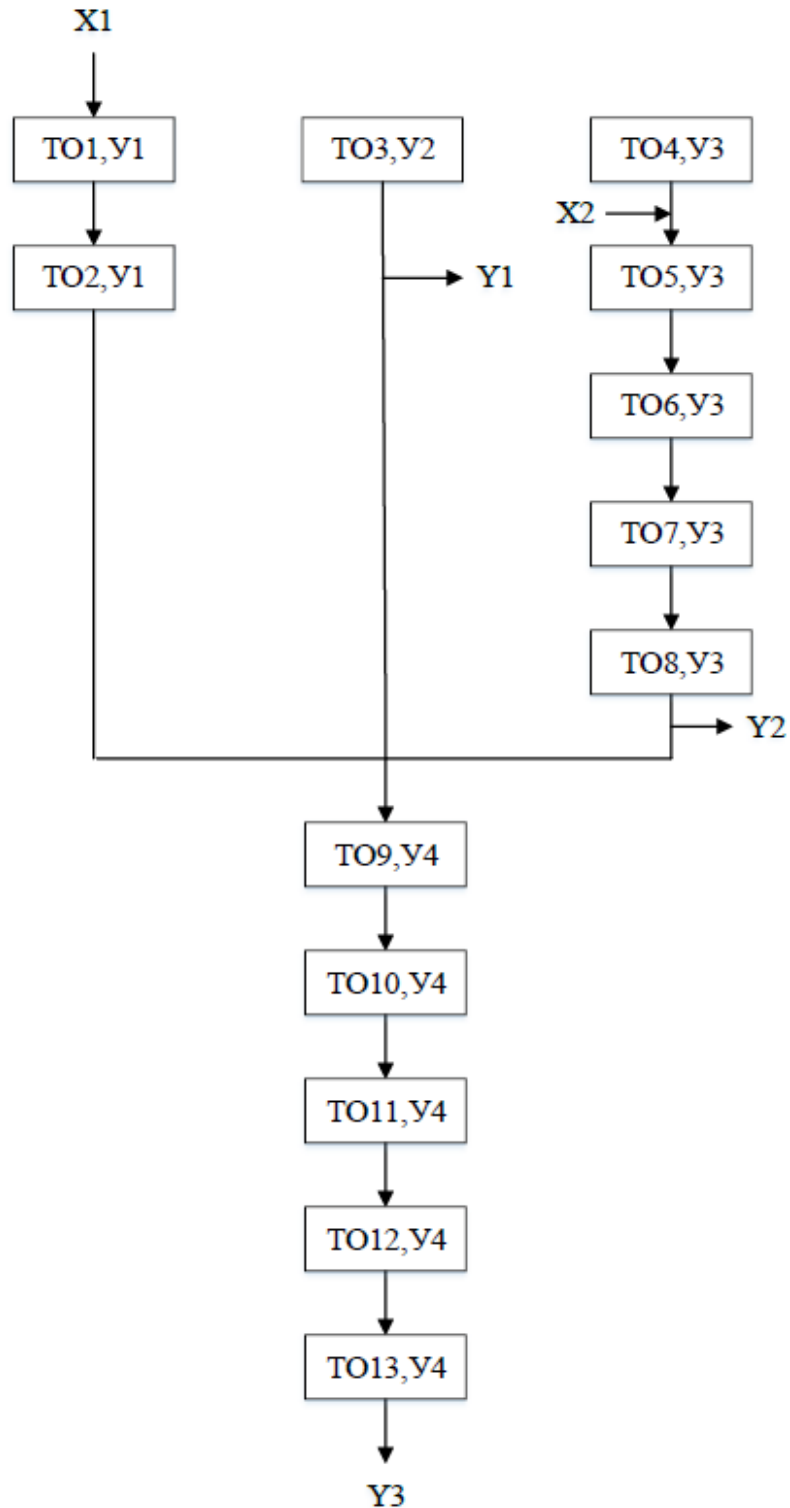 X1
ТО1,У1
ТО3,У2
ТО4,У3
X2
ТО2,У1
Y1
ТО5,У3
ТО6,У3
ТО7,У3
ТО8,У3
Y2
ТО9,У4
ТО10,У4
ТО11,У4
ТО12,У4
ТО13,У4
Y3